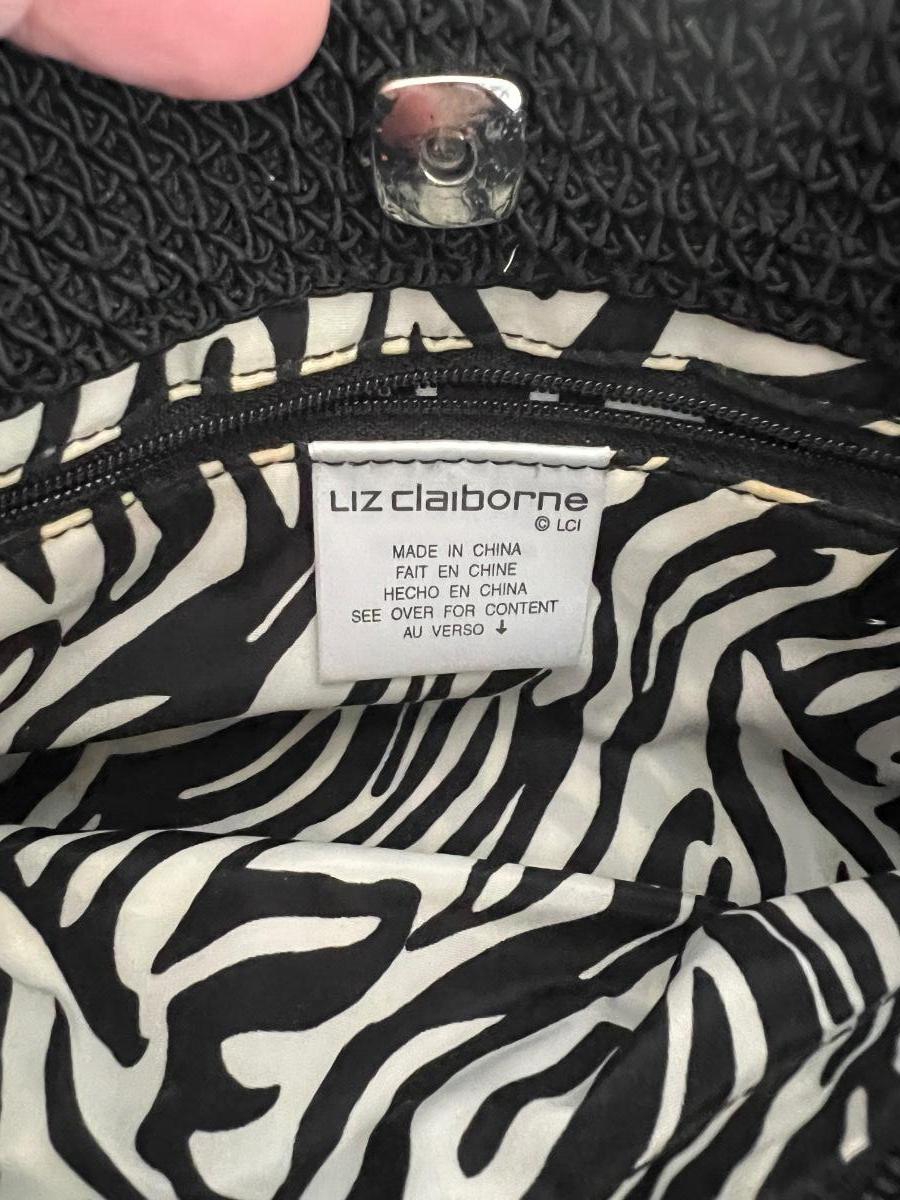 Liz claiborne
© LCI
MADE IN CHINA
FAIT EN CHINE
HECHO EN CHINA
SEE OVER FOR CONTENT
AU VERSO ↓